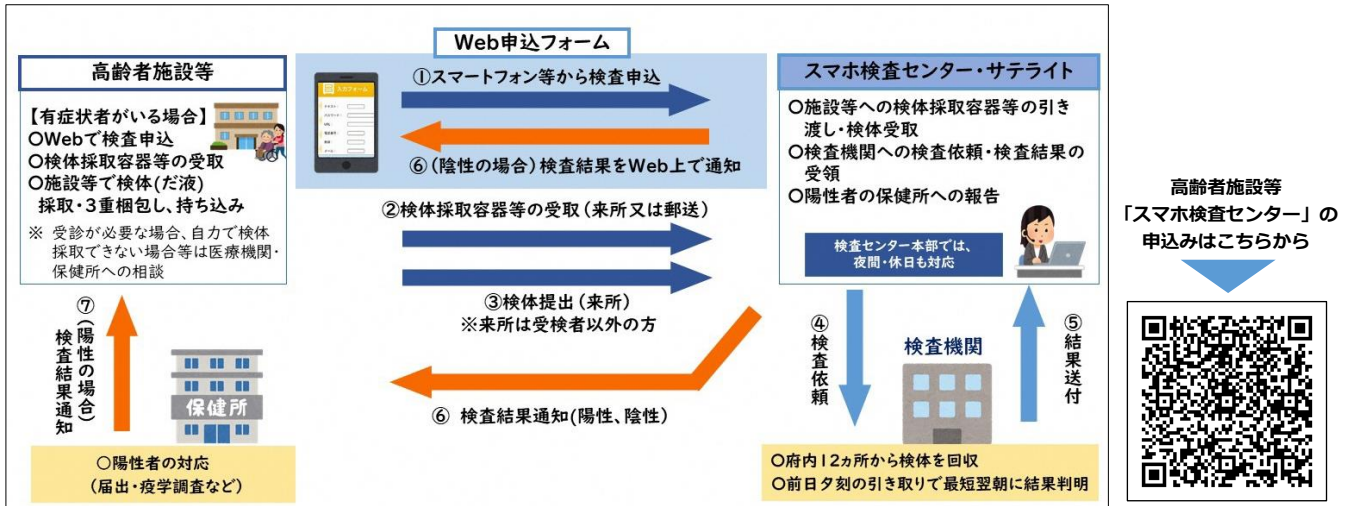 Web申込フォーム
高齢者施設等
【有症状者がいる場合】
○Webで検査申込
○検体採取容器等の受取
○施設等で検体(だ液)
採取・3重梱包し、持ち込み
※ 受診が必要な場合、自力で検体
採取できない場合等は医療機関・
保健所への相談
入力フォーム
①スマートフォン等から検査申込
⑥(陰性の場合)検査結果をWeb上で通知
②検体採取容器等の受取(来所又は郵送)
③検体提出(来所)
※来所は受検者以外の方
⑥ 検査結果通知(陽性、陰性)
スマホ検査センター・サテライト
○施設等への検体採取容器等の引き
渡し・検体受取
○検査機関への検査依頼・検査結果の
受領
○陽性者の保健所への報告
検査センター本部では、
夜間・休日も対応
④検査依頼
検査機関
⑤結果送付
○府内12ヵ所から検体を回収
○前日夕刻の引き取りで最短翌朝に結果判明
⑦(陽性の場合)
検査結果通知
保健所
○陽性者の対応
(届出・疫学調査など)
高齢者施設等
「スマホ検査センター」の
申込みはこちらから